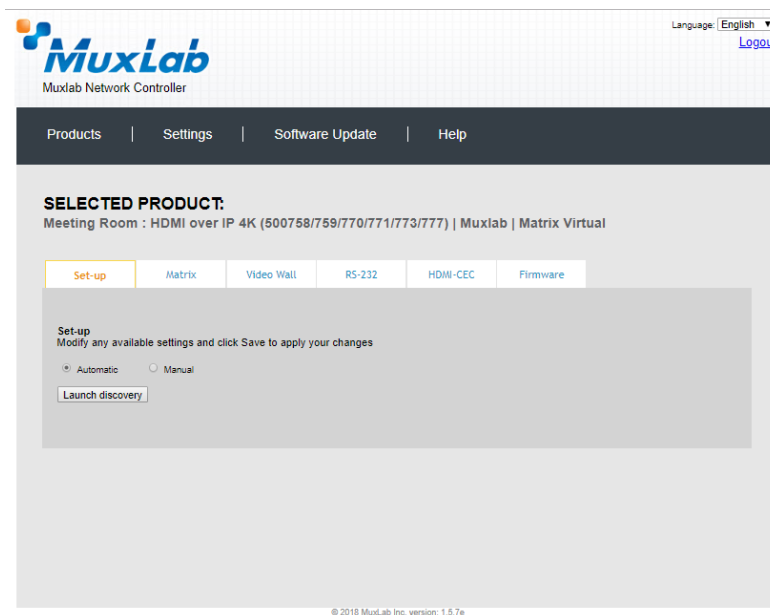 Language: English
Logou
MuxLab
Muxlab Network Controller
Products | Settings | Software Update | Help
SELECTED PRODUCT:
Meeting Room : HDMI over IP 4K (500758/759/770/771/773/777) | Muxlab | Matrix Virtual
Set-up Matrix Video Wall RS-232 HDMI-CEC Firmware
Set-up
Modify any available settings and click Save to apply your changes
Automatic Manual
Launch discovery
© 2018 MuxLab Inc. version: 1.5.7e